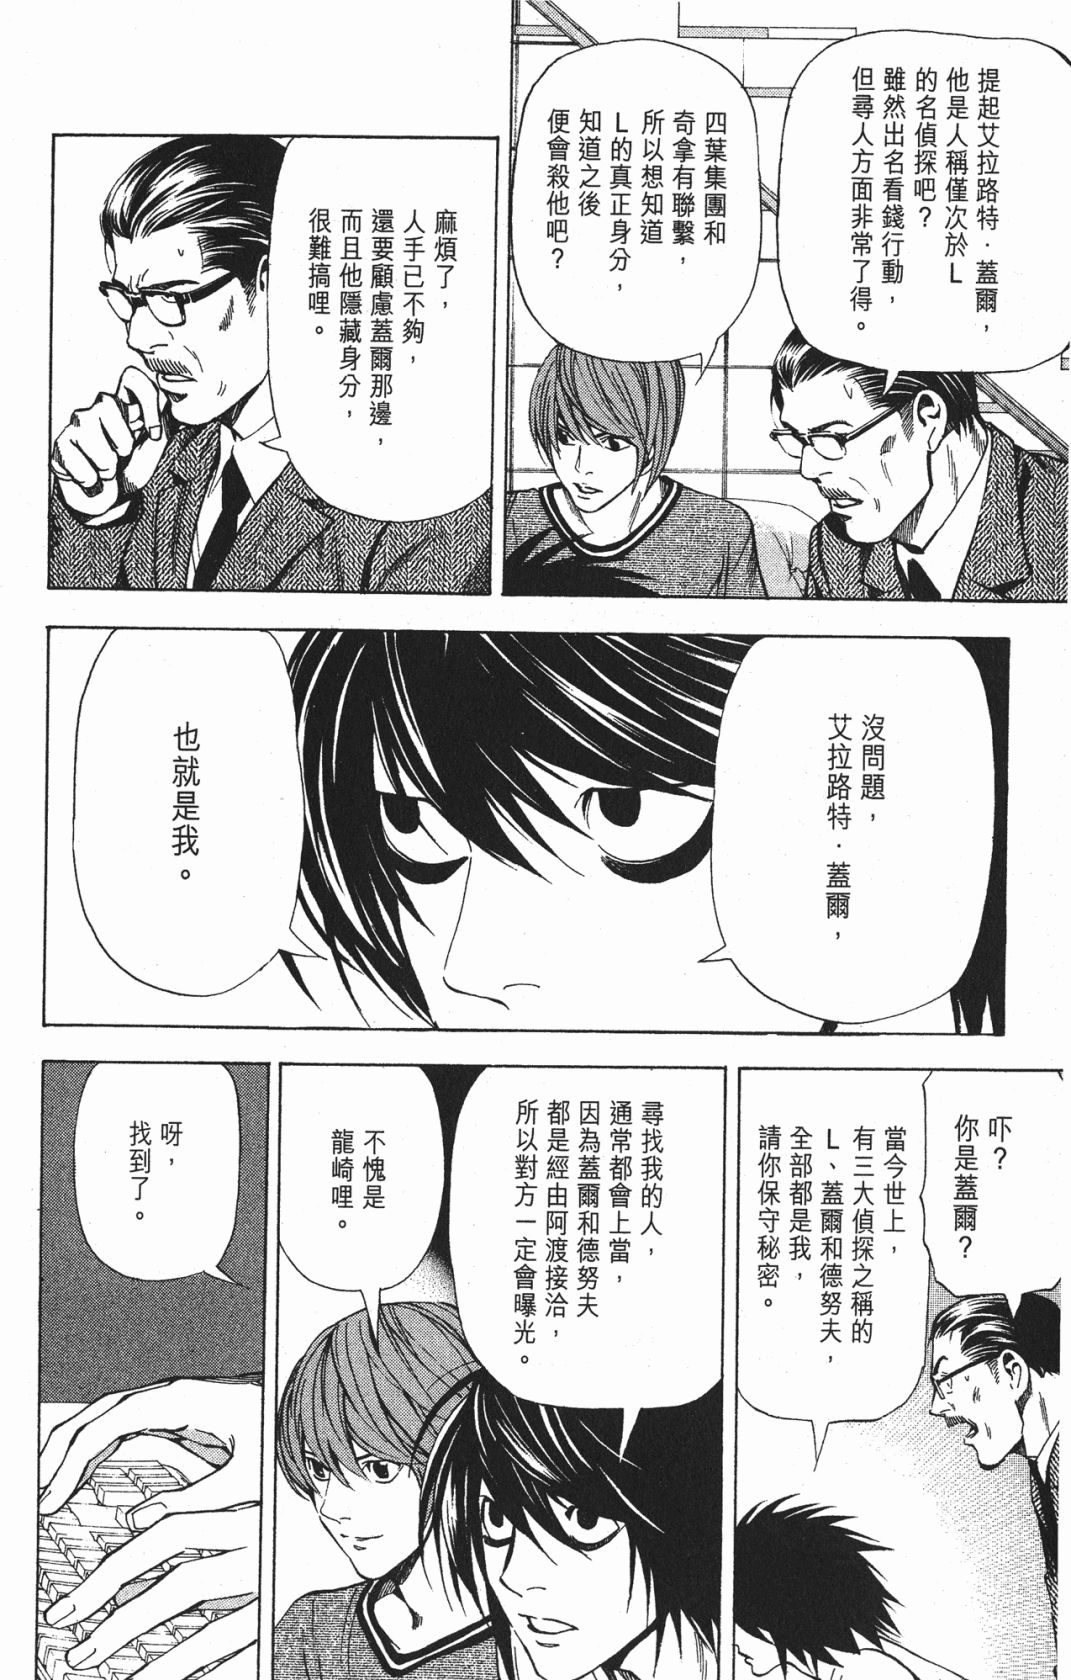 提起艾拉路特·蓋爾，
他是人稱僅次於L
的名偵探吧？
雖然出名看錢行動，
但尋人方面非常了得。
四葉集團和
奇拿有聯繫，
所以想知道
L的真正身分，
知道之後
便會殺他吧？
麻煩了，
人手已不夠，
還要顧慮蓋爾那邊，
而且他隱藏身分，
很難搞哩。
沒問題，
艾拉路特·蓋爾，
也就是我。
吓？
你是蓋爾？
當今世上，
有三大偵探之稱的
L、蓋爾和德努夫，
全部都是我，
請你保守秘密。
尋找我的人，
通常都會上當，
因為蓋爾和德努夫
都是經由阿渡接洽，
所以對方一定會曝光。
不愧是
龍崎哩。
呀，
找到了。